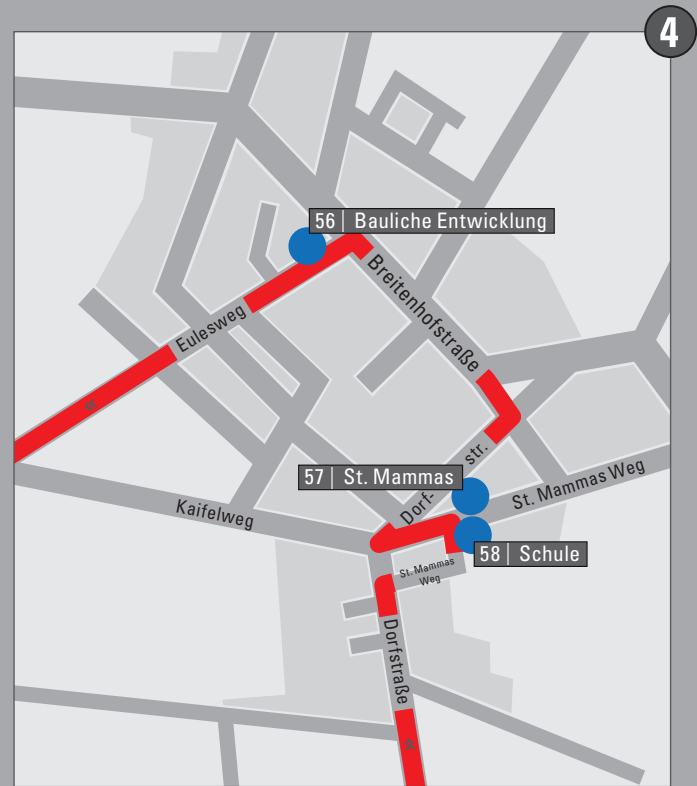 4
56 | Bauliche Entwicklung
Breitenhofstraße
Eulesweg
«
57 | St. Mammas
Dorf-
str.
St. Mammas Weg
Kaifelweg
58 | Schule
St. Mammas
Weg
Dorfstraße
«